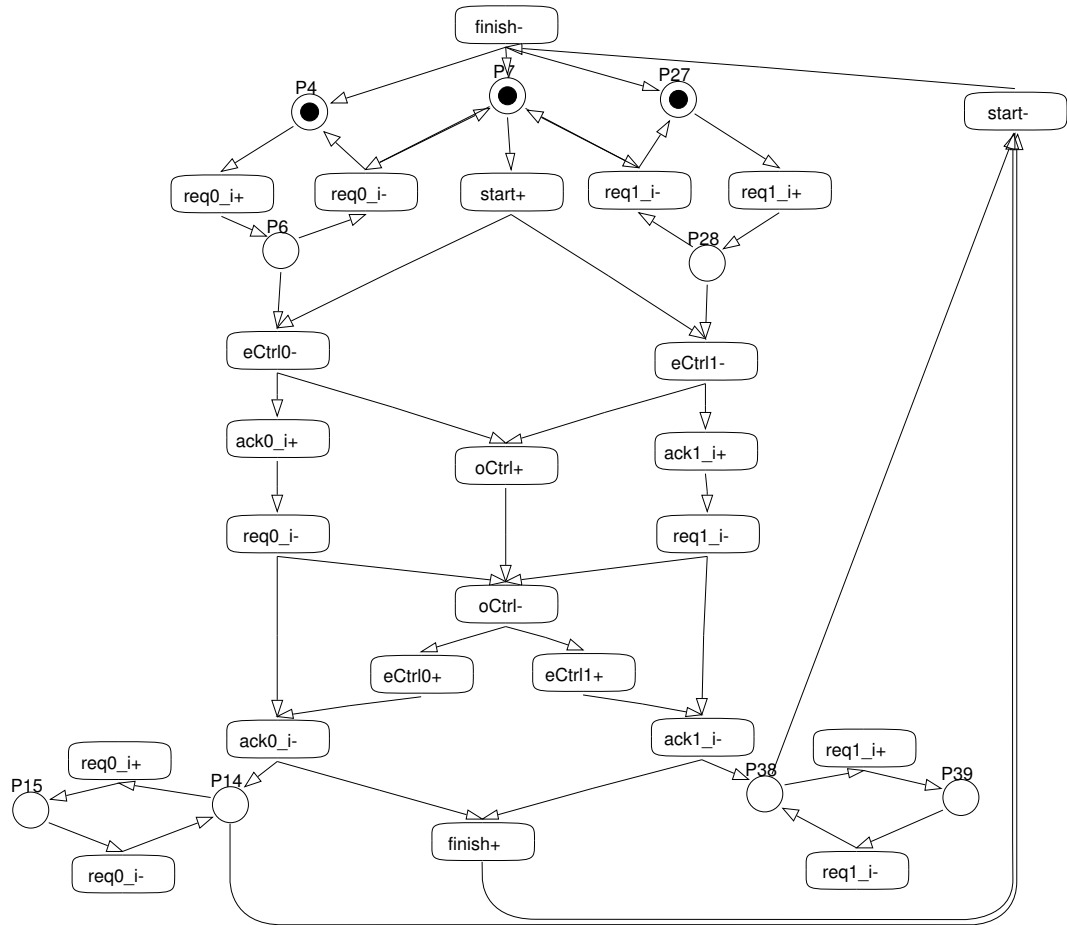 finish-
P4
P7
P27
start-
req0_i+
req0_i-
start+
req1_i-
req1_i+
P6
P28
eCtrl0-
eCtrl1-
ack0_i+
oCtrl+
ack1_i+
req0_i-
req1_i-
oCtrl-
eCtrl0+
eCtrl1+
ack0_i-
ack1_i-
req0_i+
req1_i+
P15
P14
P38
P39
finish+
req0_i-
req1_i-